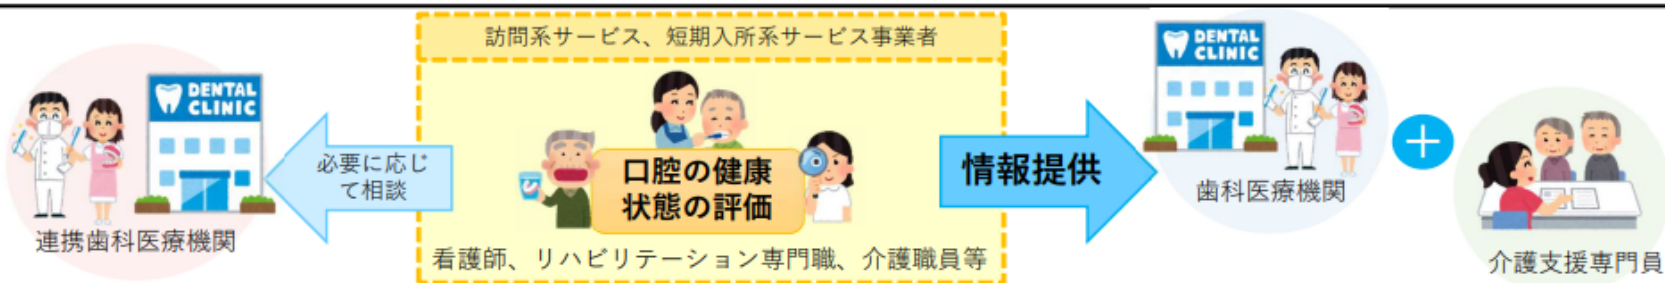 訪問系サービス、短期入所系サービス事業者
DENTAL
CLINIC
必要に応じ
て相談
連携歯科医療機関
口腔の健康
状態の評価
看護師、リハビリテーション専門職、介護職員等
情報提供
DENTAL
CLINIC
歯科医療機関
+
介護支援専門員